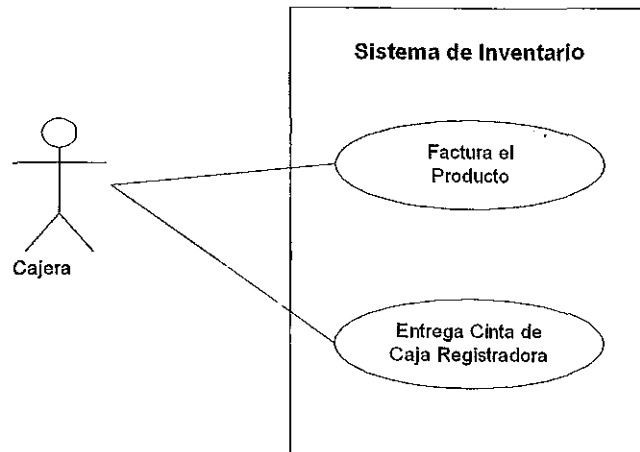 Sistema de Inventario
Factura el
Producto
Cajera
Entrega Cinta de
Caja Registradora